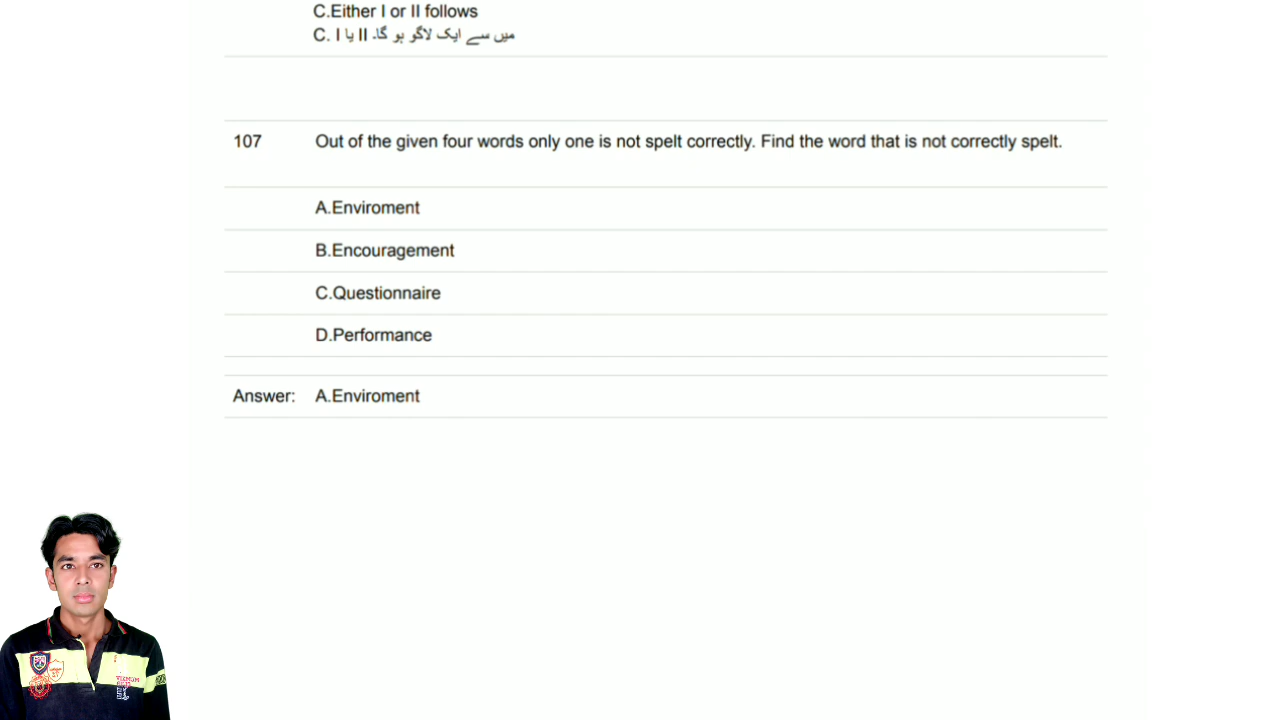 C.Either I or II follows
C. I یا II میں سے ایک لاگو ہو گا۔
107 Out of the given four words only one is not spelt correctly. Find the word that is not correctly spelt.
A.Enviroment
B.Encouragement
C.Questionnaire
D.Performance
Answer: A.Enviroment